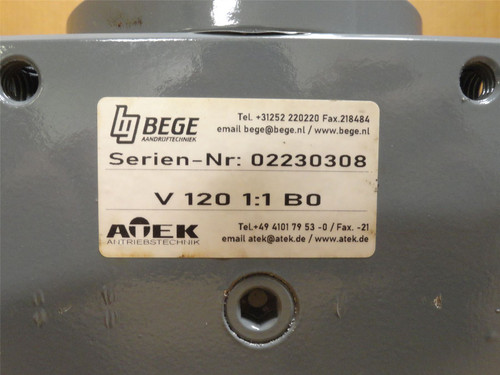 BEGE
AANDRIJFTECHNIEK
Tel. +31252 220220 Fax.218484
email bege@bege.nl / www.bege.nl
Serien-Nr: 02230308
V 120 1:1 B0
ATEK
ANTRIEBSTECHNIK
Tel.+49 4101 79 53 -0 / Fax. -21
email atek@atek.de / www.atek.de